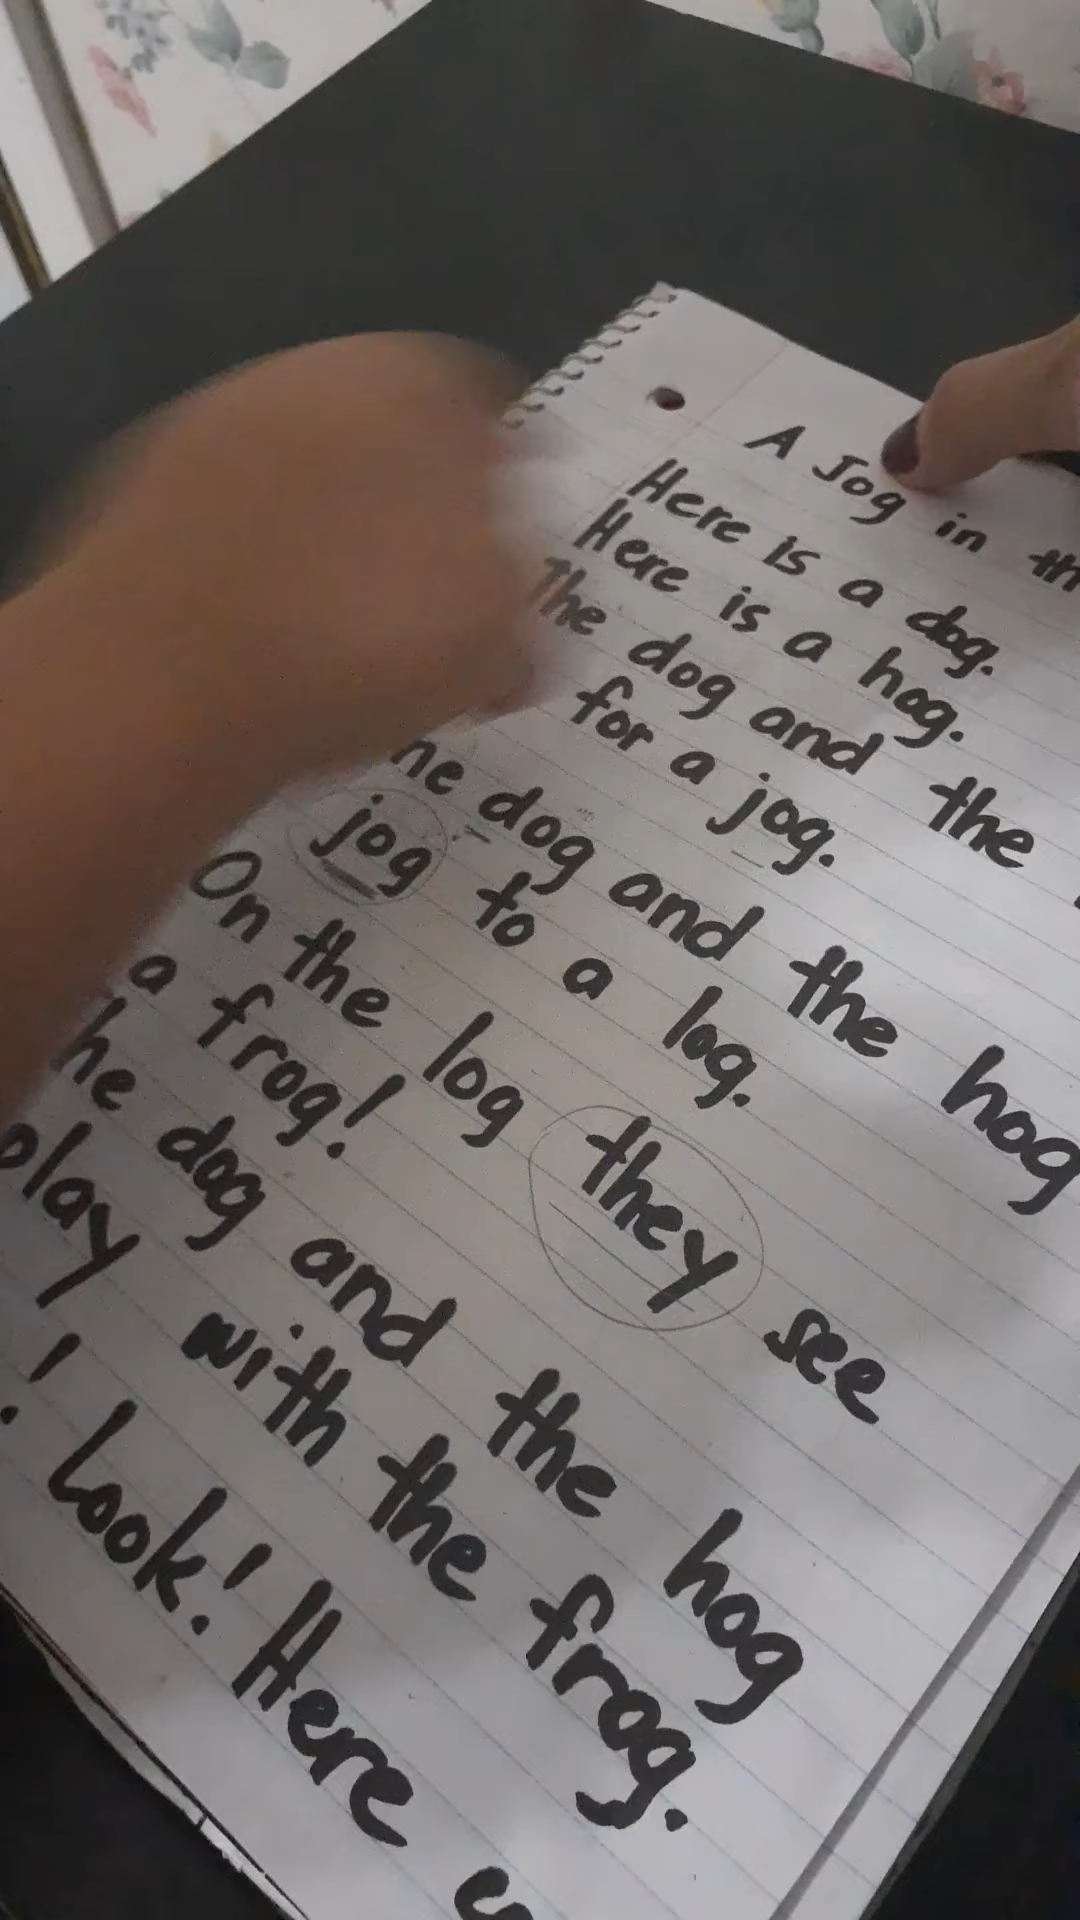 A Jog in
Here is a dog.
Here is a hog.
The dog and the
for a jog.
dog and the hog
jog to a log.
On the log they see
a frog!
dog and the hog
play with the frog.
! Look! Here